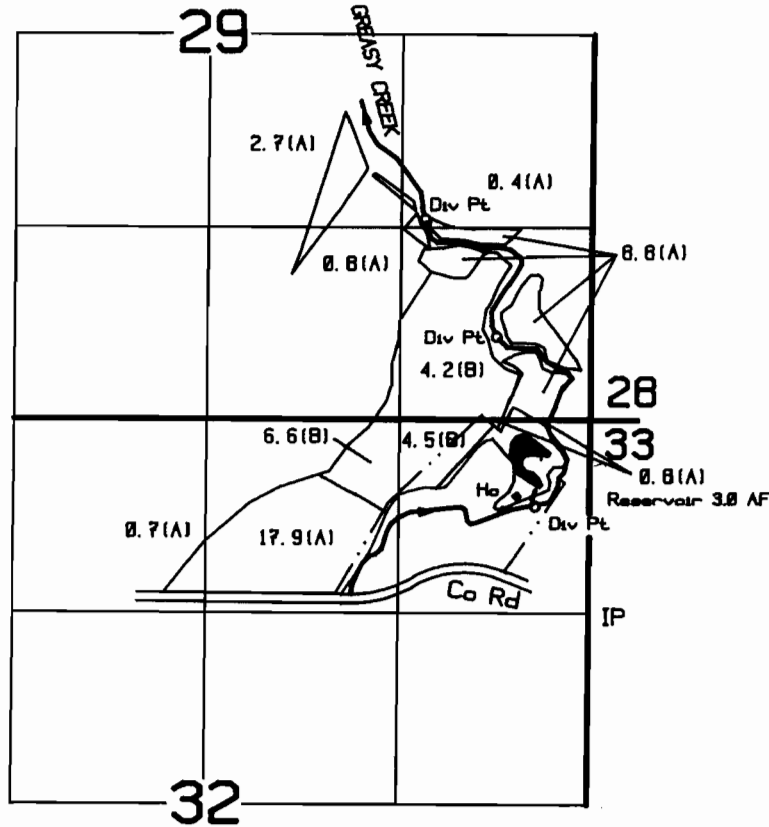 29
GREASY CREEK
2.7(A)
0.4(A)
Div Pt
0.8(A)
8.8(A)
Div Pt
4.2(B)
28
6.6(B)
4.5(B)
33
0.8(A)
Reservoir 3.0 AF
Ho
0.7(A)
17.9(A)
Div Pt
Co Rd
IP
32